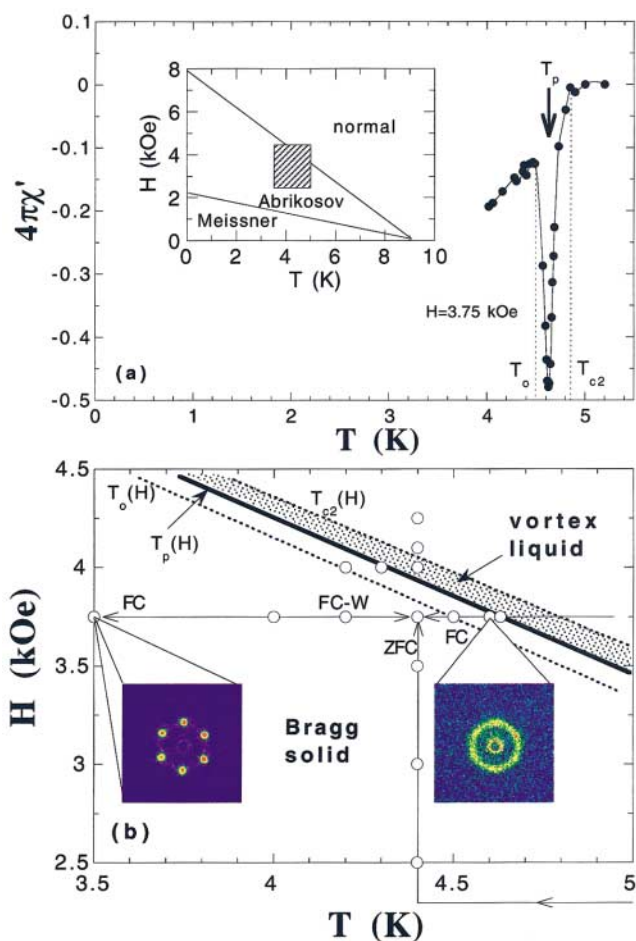 0.1
0
-0.1
-0.2
-0.3
-0.4
-0.5
4πχ'
8
6
4
2
0
H (kOe)
normal
Abrikosov
Meissner
0 2 4 6 8 10
T (K)
Tp
H=3.75 kOe
To
Tc2
(a)
0 1 2 3 4 5
T (K)
4.5
4
3.5
3
2.5
H (kOe)
To(H)
Tc2(H)
Tp(H)
vortex
liquid
FC
FC-W
FC
ZFC
Bragg
solid
(b)
3.5 4 4.5 5
T (K)